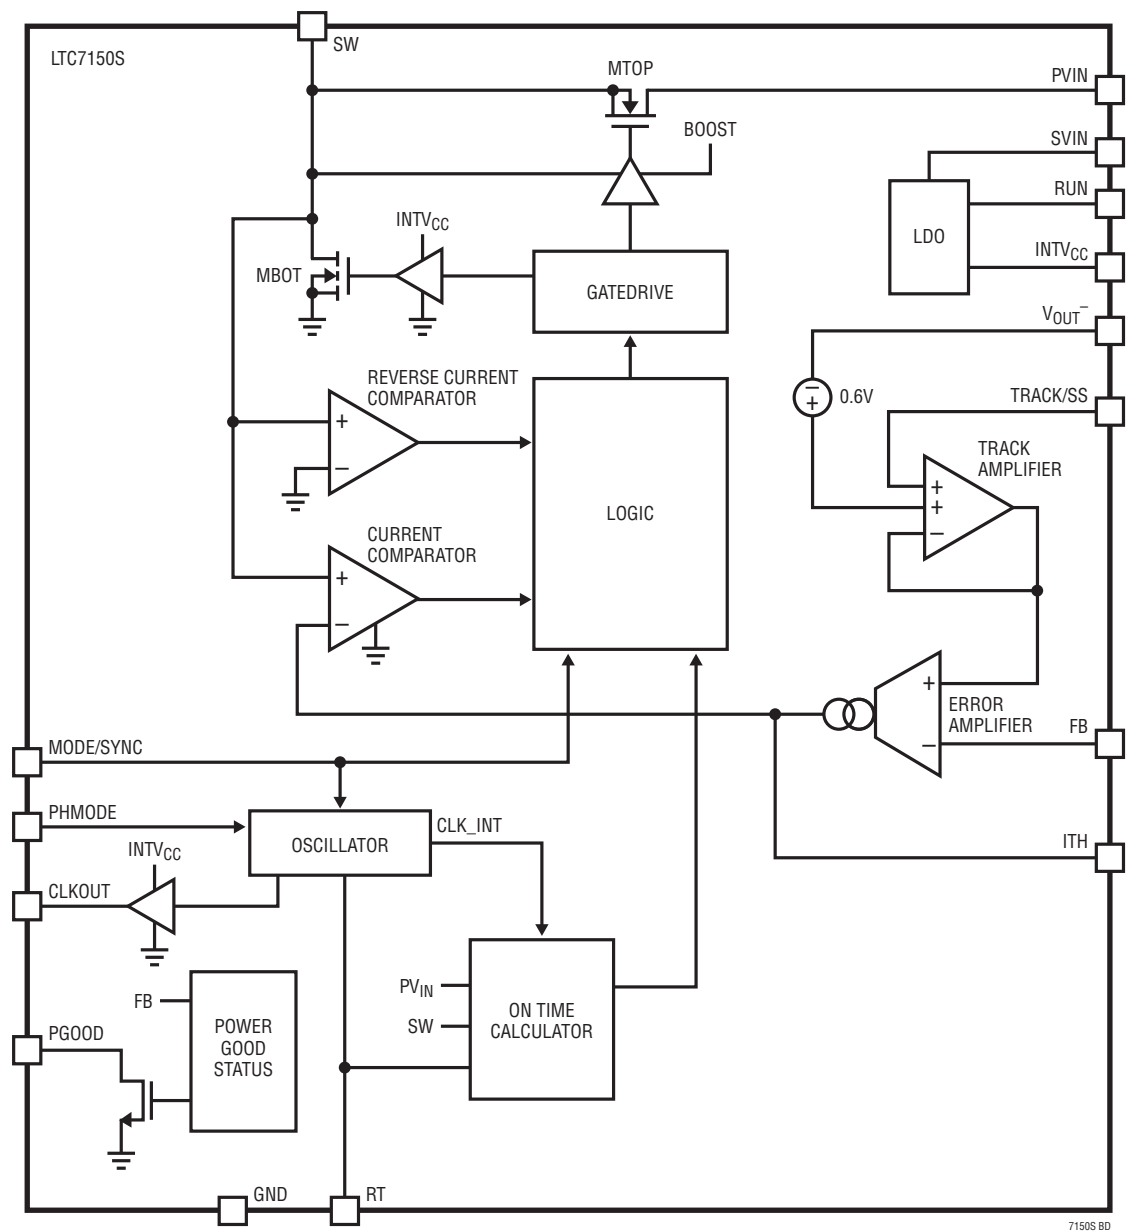 SW
LTC7150S
MTOP
PVIN
BOOST
SVIN
RUN
INTVCC
LDO
INTVCC
MBOT
GATEDRIVE
VOUT–
REVERSE CURRENT
COMPARATOR
+
–
–
+
0.6V
TRACK/SS
TRACK
AMPLIFIER
+
+
–
LOGIC
CURRENT
COMPARATOR
+
–
+
–
ERROR
AMPLIFIER
FB
MODE/SYNC
PHMODE
OSCILLATOR
CLK_INT
ITH
INTVCC
CLKOUT
PVIN
SW
ON TIME
CALCULATOR
FB
POWER
GOOD
STATUS
PGOOD
GND
RT
7150S BD